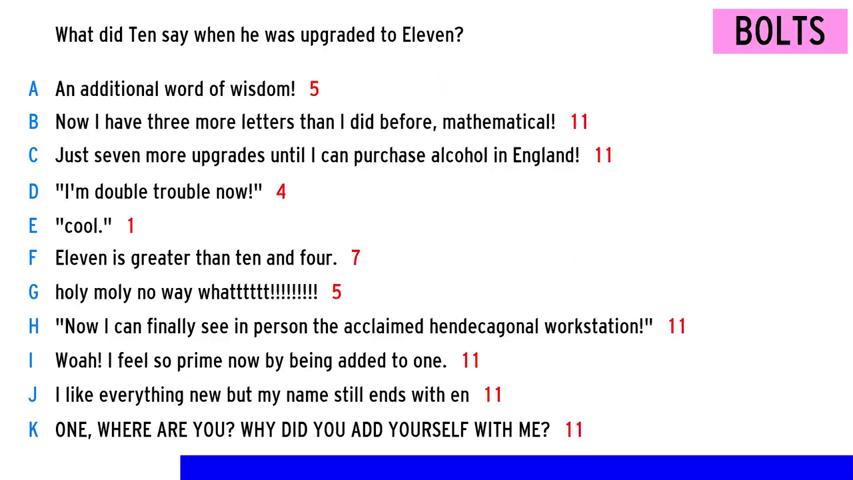 What did Ten say when he was upgraded to Eleven?
BOLTS
A An additional word of wisdom! 5
B Now I have three more letters than I did before, mathematical! 11
C Just seven more upgrades until I can purchase alcohol in England! 11
D "I'm double trouble now!" 4
E "cool." 1
F Eleven is greater than ten and four. 7
G holy moly no way whatttttt!!!!!!!!! 5
H "Now I can finally see in person the acclaimed hendecagonal workstation!" 11
I Woah! I feel so prime now by being added to one. 11
J I like everything new but my name still ends with en 11
K ONE, WHERE ARE YOU? WHY DID YOU ADD YOURSELF WITH ME? 11